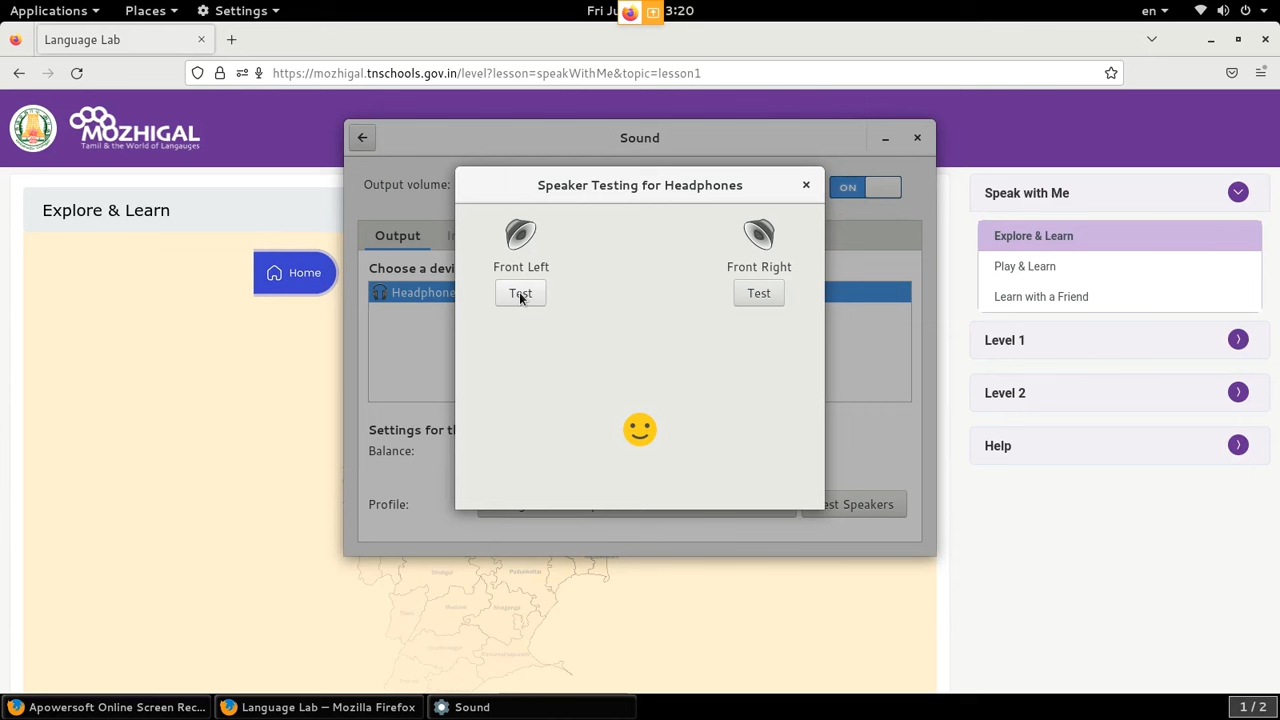 Applications Places Settings Fri Ju 3:20 en
Language Lab
https://mozhigal.tnschools.gov.in/level?lesson=speakWithMe&topic=lesson1
MOZHIGAL
Tamil & the World of Langauges
Sound
Output volume: ON
Speaker Testing for Headphones
Front Left Front Right
Test Test
Output
Choose a devi
Headphone
Settings for th
Balance:
Profile: st Speakers
Explore & Learn
Home
Speak with Me
Explore & Learn
Play & Learn
Learn with a Friend
Level 1
Level 2
Help
Apowersoft Online Screen Rec... Language Lab — Mozilla Firefox Sound 1 / 2